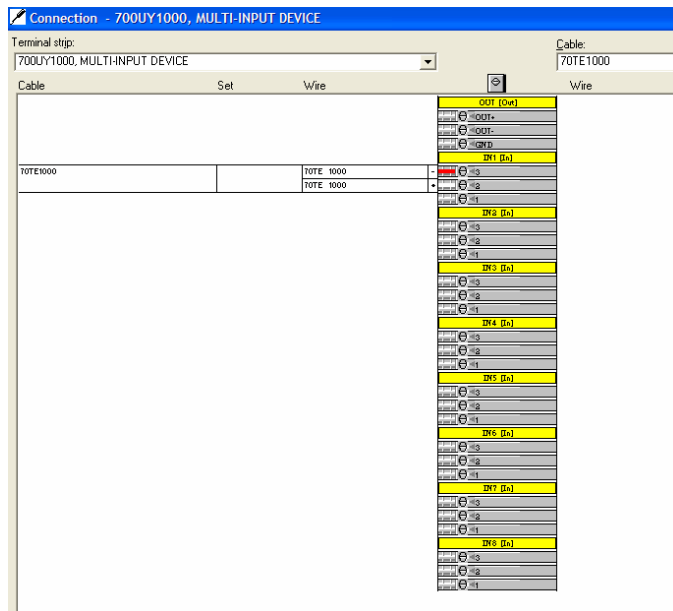 Connection - 700UY1000, MULTI-INPUT DEVICE
Terminal strip: Cable:
700UY1000, MULTI-INPUT DEVICE 70TE1000
Cable Set Wire Wire
OUT [Out]
OUT+
OUT-
GND
IN1 [In]
70TE1000 70TE 1000 - 3
70TE 1000 + 2
1
IN2 [In]
3
2
1
IN3 [In]
3
2
1
IN4 [In]
3
2
1
IN5 [In]
3
2
1
IN6 [In]
3
2
1
IN7 [In]
3
2
1
IN8 [In]
3
2
1